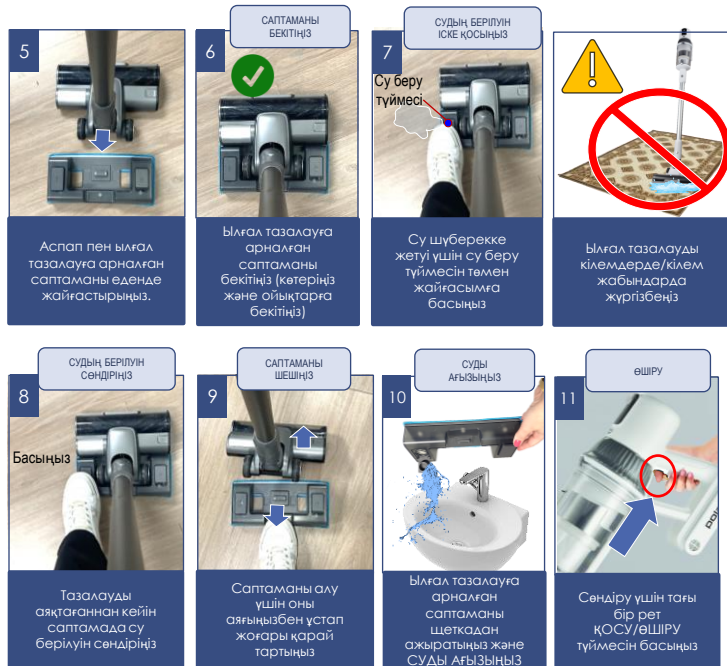 5
Аспап пен ылғал
тазалауға арналған
саптаманы еденде
жайғастырыңыз.
САПТАМАНЫ
БЕКІТІҢІЗ
6
Ылғал тазалауға
арналған
саптаманы
бекітіңіз (көтеріңіз
және ойықтарға
бекітіңіз)
СУДЫҢ БЕРІЛУІН
ІСКЕ ҚОСЫҢЫЗ
7
Су беру
түймесі
Су шүберекке
жетуі үшін су беру
түймесін төмен
жайғасымға
басыңыз
Ылғал тазалауды
кілемдерде/кілем
жабындарда
жүргізбеңіз
СУДЫҢ БЕРІЛУІН
СӨНДІРІҢІЗ
8
Басыңыз
Тазалауды
аяқтағаннан кейін
саптамада су
берілуін сөндіріңіз
САПТАМАНЫ
ШЕШІҢІЗ
9
Саптаманы алу
үшін оны
аяғыңызбен ұстап
жоғары қарай
тартыңыз
СУДЫ
АҒЫЗЫҢЫЗ
10
Ылғал тазалауға
арналған
саптаманы
щеткадан
ажыратыңыз және
СУДЫ АҒЫЗЫҢЫЗ
ӨШІРУ
11
Сөндіру үшін тағы
бір рет
ҚОСУ/ӨШІРУ
түймесін басыңыз